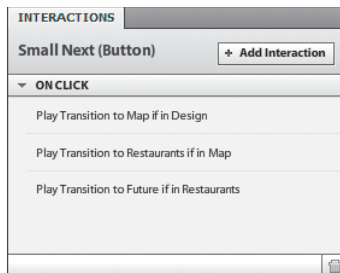 INTERACTIONS
Small Next (Button)
+ Add Interaction
ON CLICK
Play Transition to Map if in Design
Play Transition to Restaurants if in Map
Play Transition to Future if in Restaurants